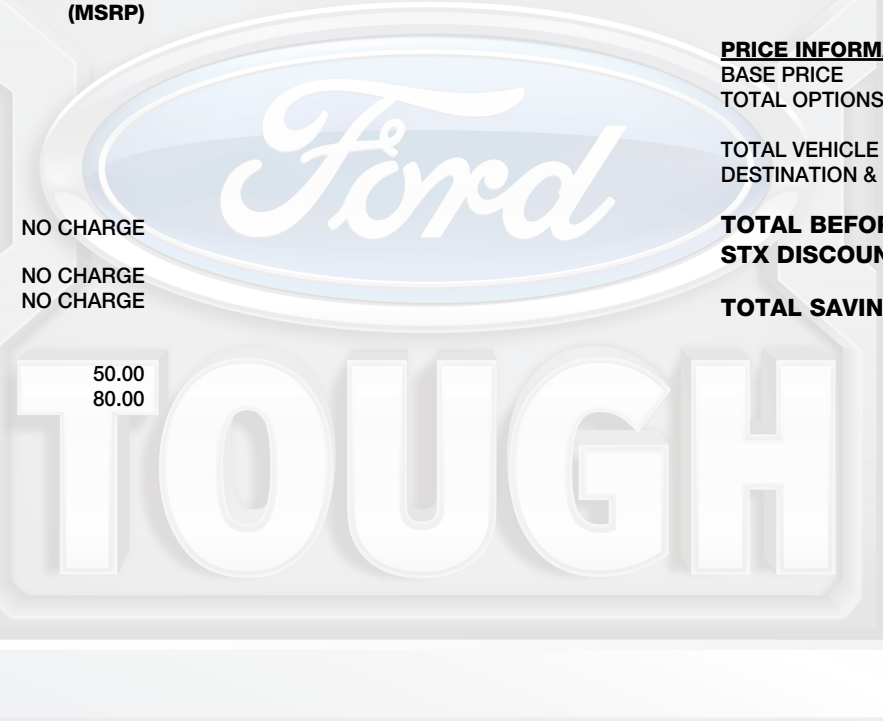 (MSRP)
NO CHARGE
NO CHARGE
NO CHARGE
50.00
80.00
PRICE INFORM
BASE PRICE
TOTAL OPTIONS
TOTAL VEHICLE
DESTINATION &
TOTAL BEFOR
STX DISCOUN
TOTAL SAVIN
Ford
TOUGH